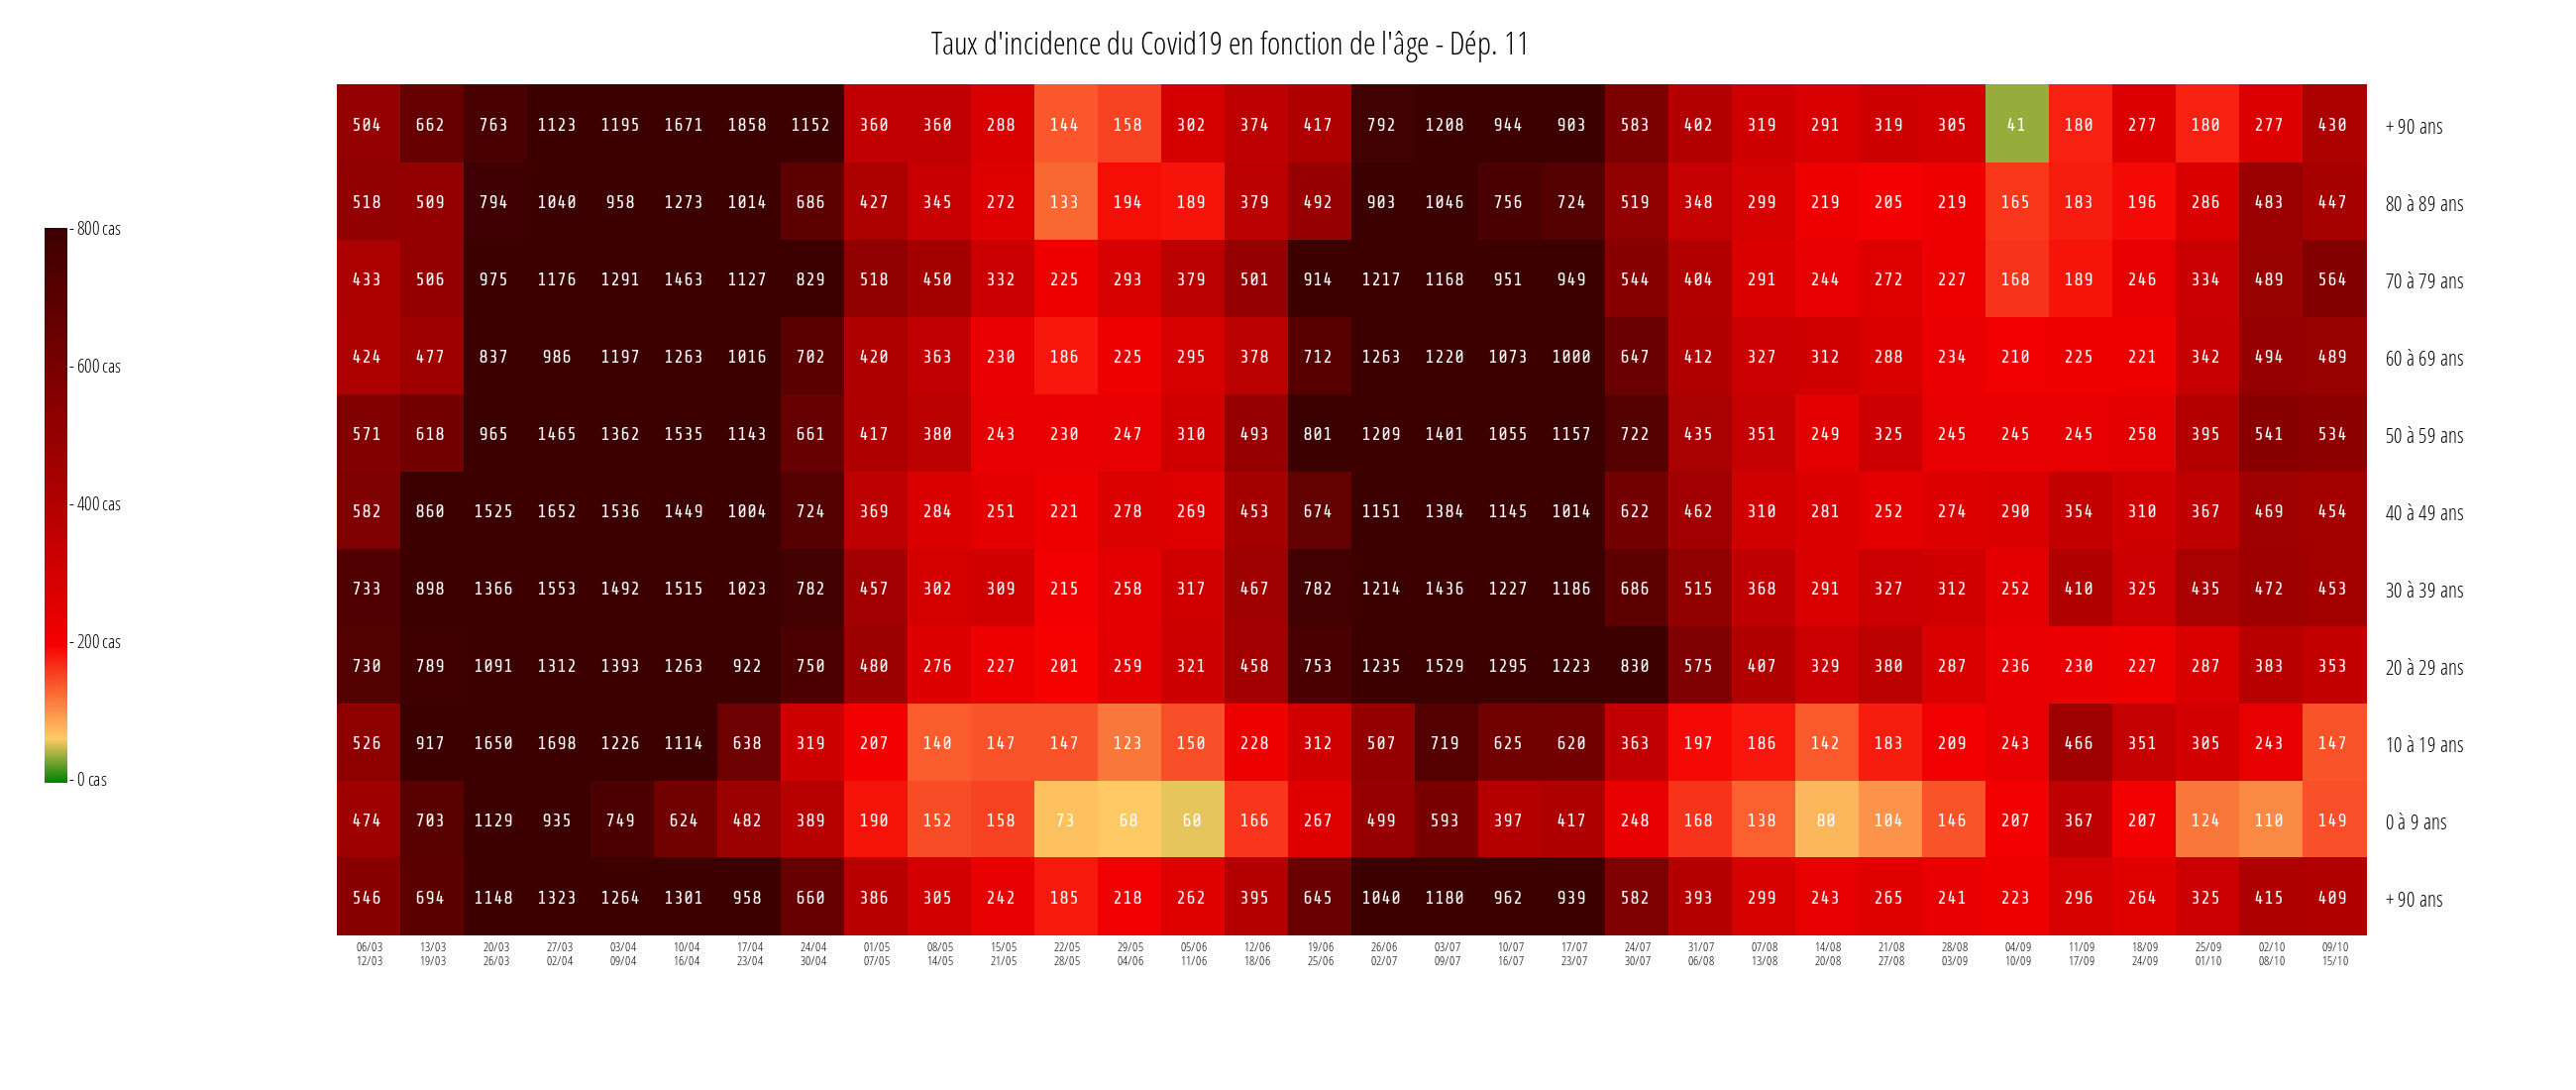 Taux d'incidence du Covid19 en fonction de l'âge - Dép. 11
- 800 cas
- 600 cas
- 400 cas
- 200 cas
- 0 cas
504 662 763 1123 1195 1671 1858 1152 360 360 288 144 158 302 374 417 792 1208 944 903 583 402 319 291 319 305 41 180 277 180 277 430 + 90 ans
518 509 794 1040 958 1273 1014 686 427 345 272 133 194 189 379 492 903 1046 756 724 519 348 299 219 205 219 165 183 196 286 483 447 80 à 89 ans
433 506 975 1176 1291 1463 1127 829 518 450 332 225 293 379 501 914 1217 1168 951 949 544 404 291 244 272 227 168 189 246 334 489 564 70 à 79 ans
424 477 837 986 1197 1263 1016 702 420 363 230 186 225 295 378 712 1263 1220 1073 1000 647 412 327 312 288 234 210 225 221 342 494 489 60 à 69 ans
571 618 965 1465 1362 1535 1143 661 417 380 243 230 247 310 493 801 1209 1401 1055 1157 722 435 351 249 325 245 245 245 258 395 541 534 50 à 59 ans
582 860 1525 1652 1536 1449 1004 724 369 284 251 221 278 269 453 674 1151 1384 1145 1014 622 462 310 281 252 274 290 354 310 367 469 454 40 à 49 ans
733 898 1366 1553 1492 1515 1023 782 457 302 309 215 258 317 467 782 1214 1436 1227 1186 686 515 368 291 327 312 252 410 325 435 472 453 30 à 39 ans
730 789 1091 1312 1393 1263 922 750 480 276 227 201 259 321 458 753 1235 1529 1295 1223 830 575 407 329 380 287 236 230 227 287 383 353 20 à 29 ans
526 917 1650 1698 1226 1114 638 319 207 140 147 147 123 150 228 312 507 719 625 620 363 197 186 142 183 209 243 466 351 305 243 147 10 à 19 ans
474 703 1129 935 749 624 482 389 190 152 158 73 68 60 166 267 499 593 397 417 248 168 138 80 104 146 207 367 207 124 110 149 0 à 9 ans
546 694 1148 1323 1264 1301 958 660 386 305 242 185 218 262 395 645 1040 1180 962 939 582 393 299 243 265 241 223 296 264 325 415 409 + 90 ans
06/03 13/03 20/03 27/03 03/04 10/04 17/04 24/04 01/05 08/05 15/05 22/05 29/05 05/06 12/06 19/06 26/06 03/07 10/07 17/07 24/07 31/07 07/08 14/08 21/08 28/08 04/09 11/09 18/09 25/09 02/10 09/10
12/03 19/03 26/03 02/04 09/04 16/04 23/04 30/04 07/05 14/05 21/05 28/05 04/06 11/06 18/06 25/06 02/07 09/07 16/07 23/07 30/07 06/08 13/08 20/08 27/08 03/09 10/09 17/09 24/09 01/10 08/10 15/10